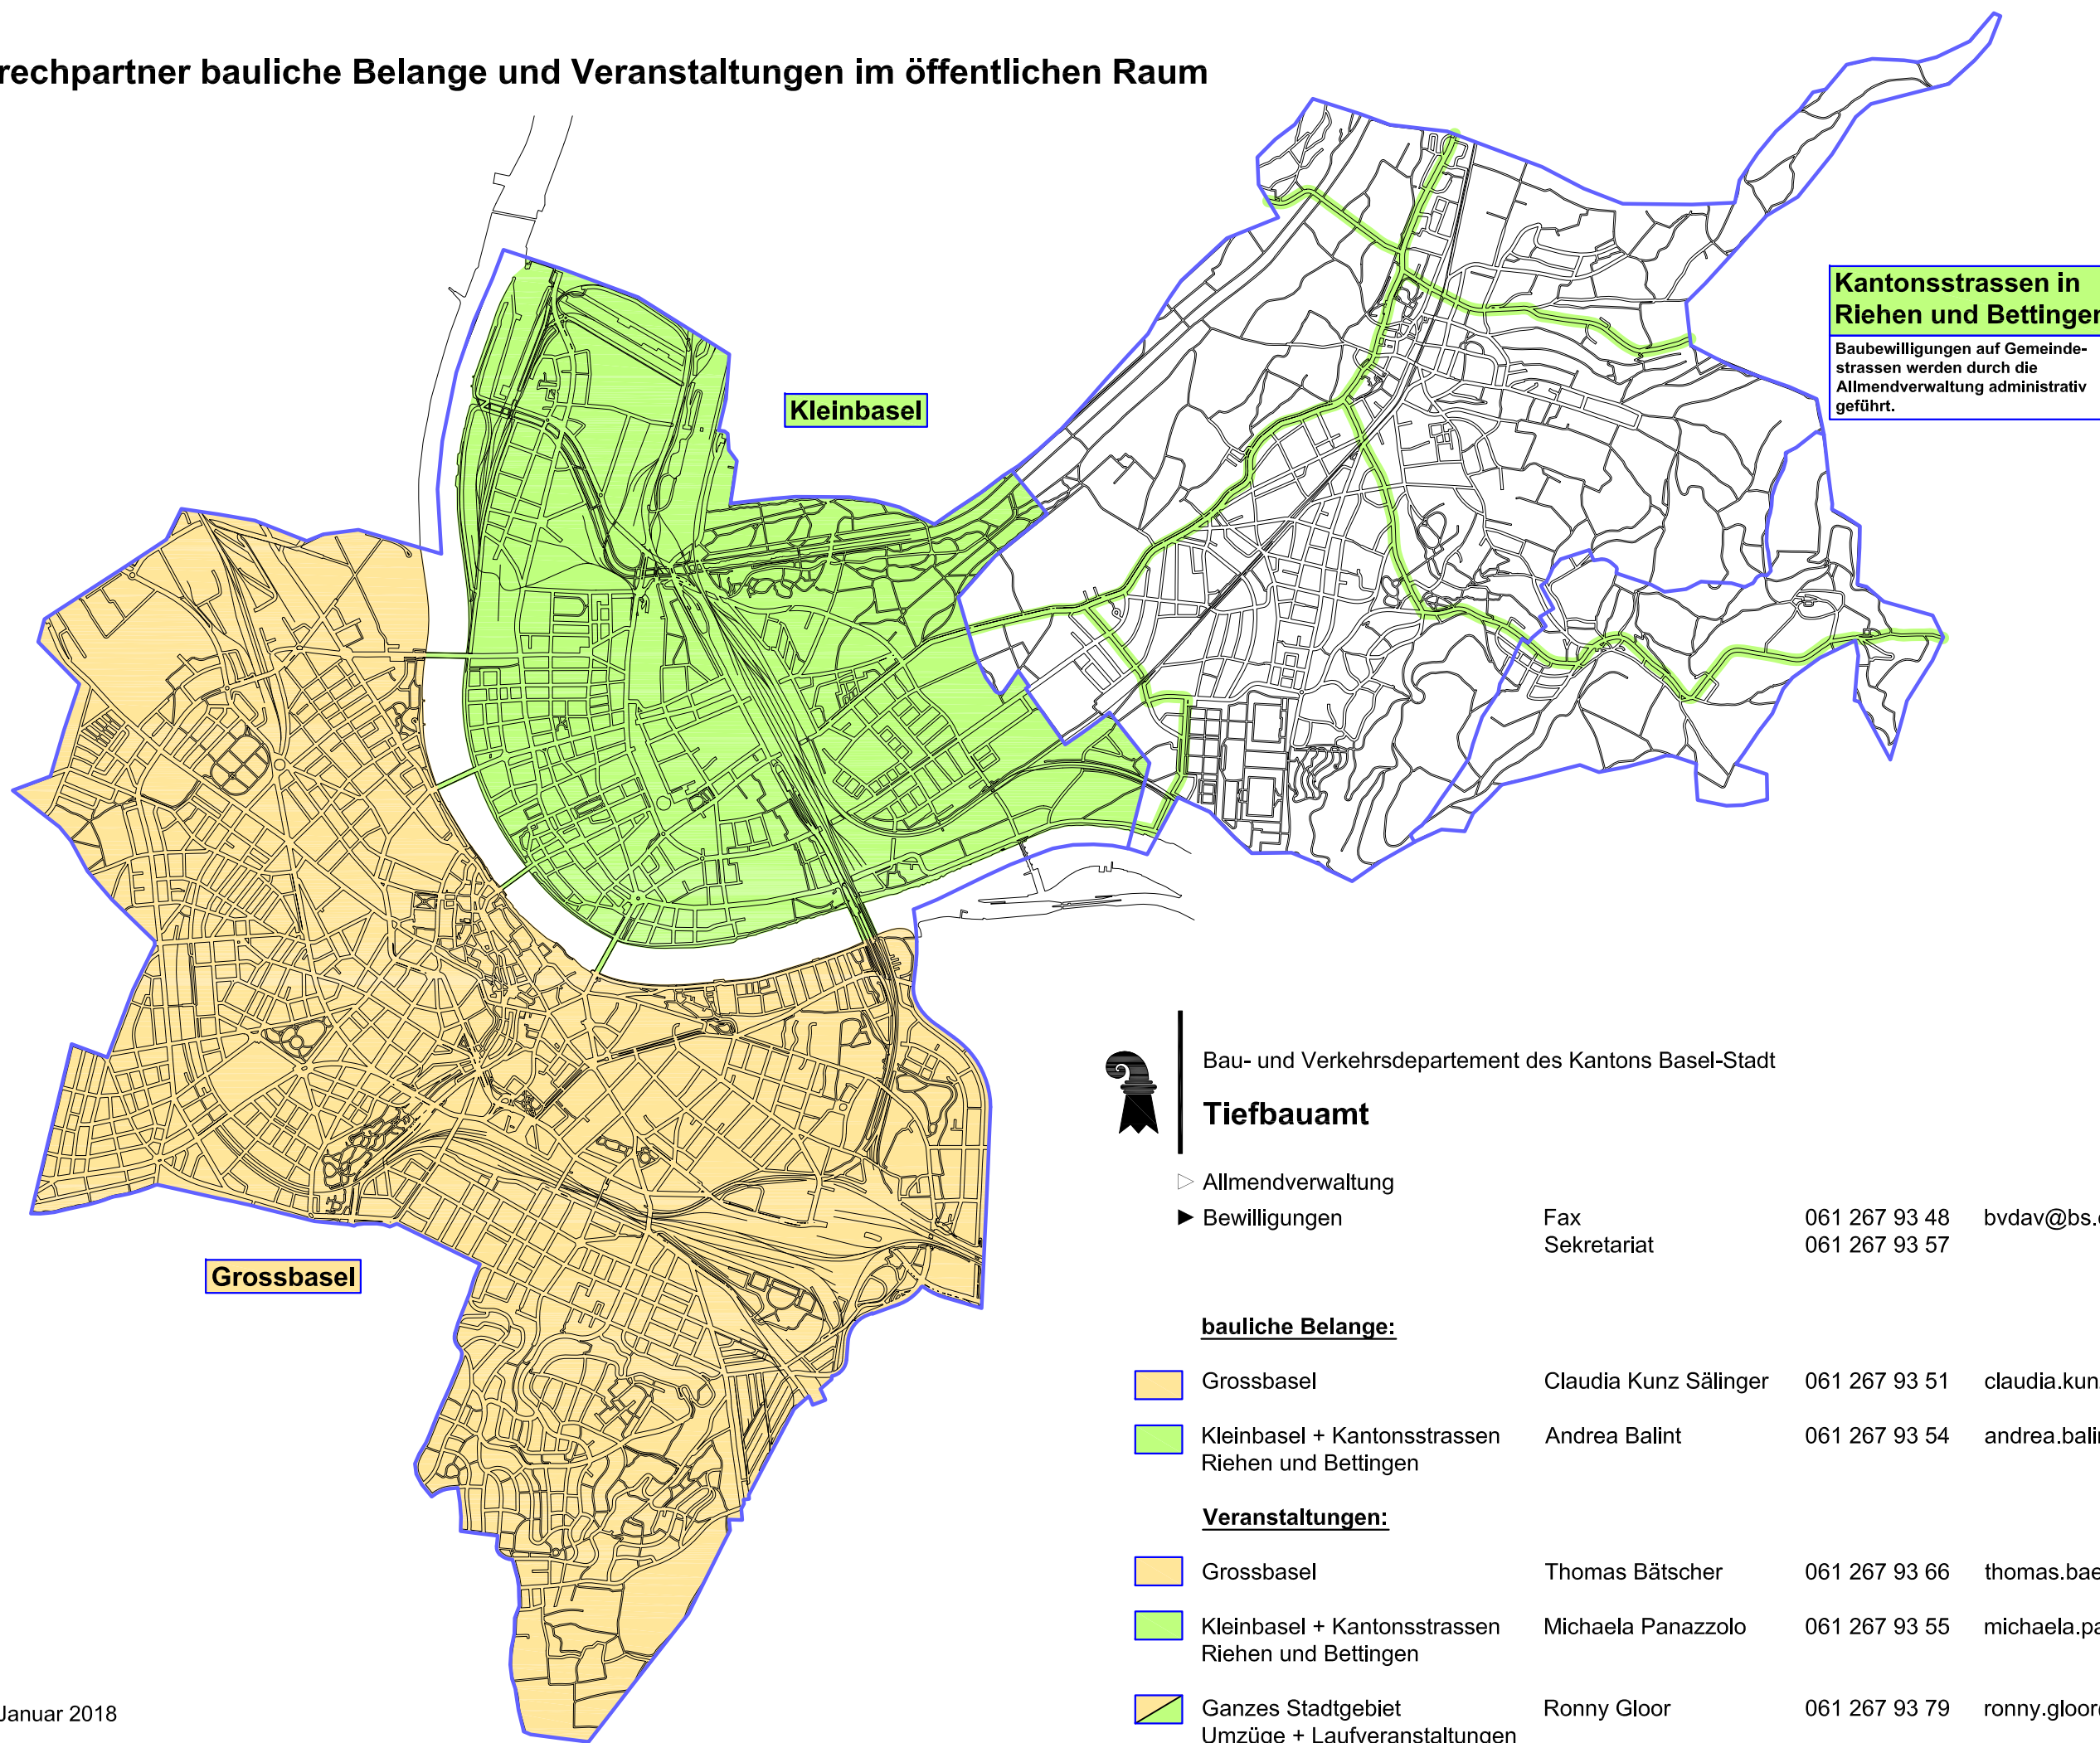 rechpartner bauliche Belange und Veranstaltungen im öffentlichen Raum
Kantonsstrassen in
Riehen und Bettingen
Baubewilligungen auf Gemeinde-
strassen werden durch die
Allmendverwaltung administrativ
geführt.
Kleinbasel
Grossbasel
Bau- und Verkehrsdepartement des Kantons Basel-Stadt
Tiefbauamt
Allmendverwaltung
Bewilligungen Fax 061 267 93 48 bvdav@bs.
Sekretariat 061 267 93 57
bauliche Belange:
Grossbasel Claudia Kunz Sälinger 061 267 93 51 claudia.kun
Kleinbasel + Kantonsstrassen Andrea Balint 061 267 93 54 andrea.bali
Riehen und Bettingen
Veranstaltungen:
Grossbasel Thomas Bätscher 061 267 93 66 thomas.bae
Kleinbasel + Kantonsstrassen Michaela Panazzolo 061 267 93 55 michaela.pa
Riehen und Bettingen
Ganzes Stadtgebiet Ronny Gloor 061 267 93 79 ronny.gloor
Umzüge + Laufveranstaltungen
Januar 2018